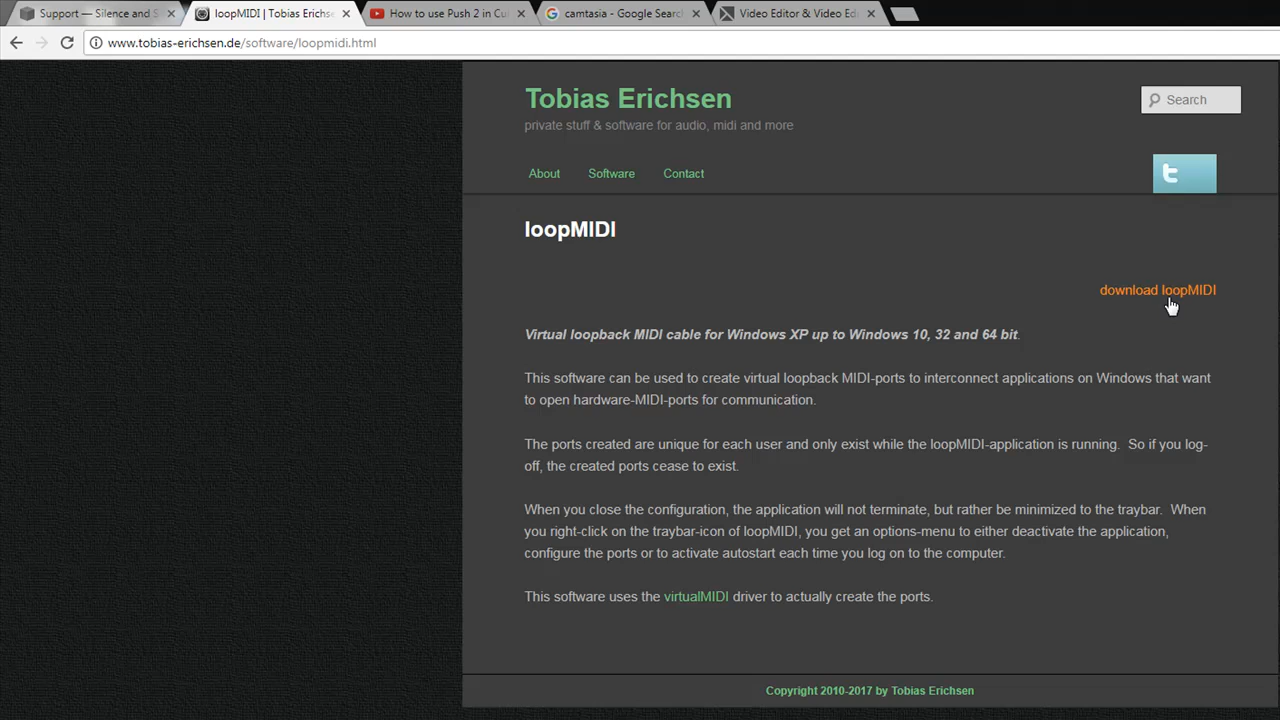 Support — Silence and S
loopMIDI | Tobias Erichse
How to use Push 2 in Cu
camtasia - Google Search
Video Editor & Video Edi
www.tobias-erichsen.de/software/loopmidi.html
Tobias Erichsen
Search
private stuff & software for audio, midi and more
About Software Contact
loopMIDI
download loopMIDI
Virtual loopback MIDI cable for Windows XP up to Windows 10, 32 and 64 bit.
This software can be used to create virtual loopback MIDI-ports to interconnect applications on Windows that want
to open hardware-MIDI-ports for communication.
The ports created are unique for each user and only exist while the loopMIDI-application is running. So if you log-
off, the created ports cease to exist.
When you close the configuration, the application will not terminate, but rather be minimized to the traybar. When
you right-click on the traybar-icon of loopMIDI, you get an options-menu to either deactivate the application,
configure the ports or to activate autostart each time you log on to the computer.
This software uses the virtualMIDI driver to actually create the ports.
Copyright 2010-2017 by Tobias Erichsen